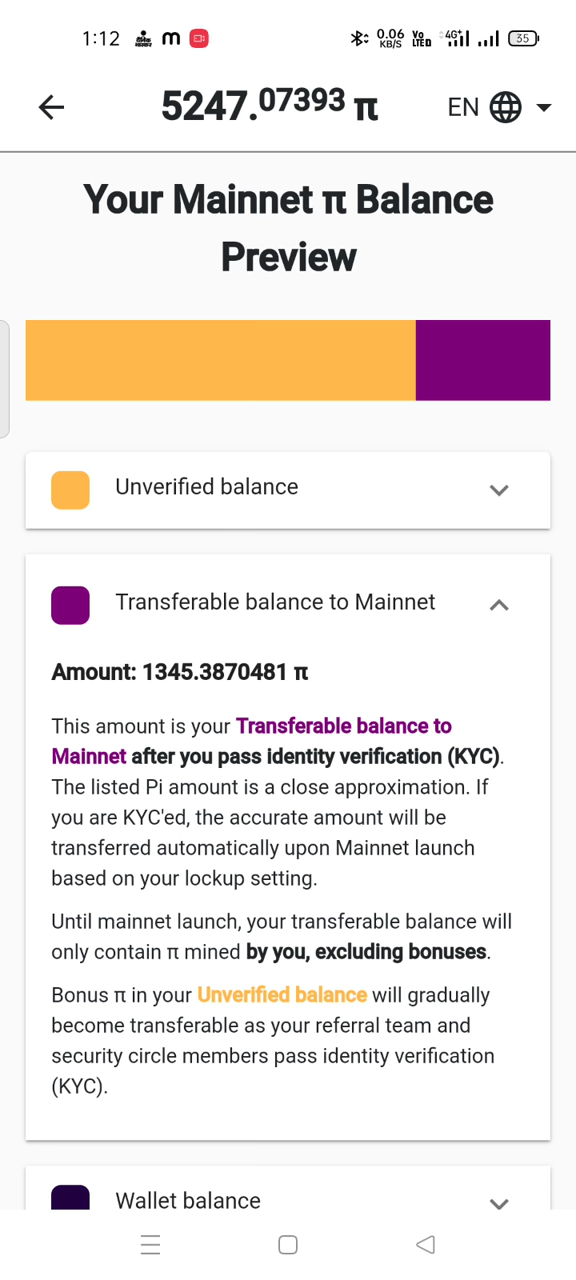 1:12 m 0.06 KB/S Vo LTED 4G+ 35
5247.07393 π EN
Your Mainnet π Balance
Preview
Unverified balance
Transferable balance to Mainnet
Amount: 1345.3870481 π
This amount is your Transferable balance to
Mainnet after you pass identity verification (KYC).
The listed Pi amount is a close approximation. If
you are KYC'ed, the accurate amount will be
transferred automatically upon Mainnet launch
based on your lockup setting.
Until mainnet launch, your transferable balance will
only contain π mined by you, excluding bonuses.
Bonus π in your Unverified balance will gradually
become transferable as your referral team and
security circle members pass identity verification
(KYC).
Wallet balance